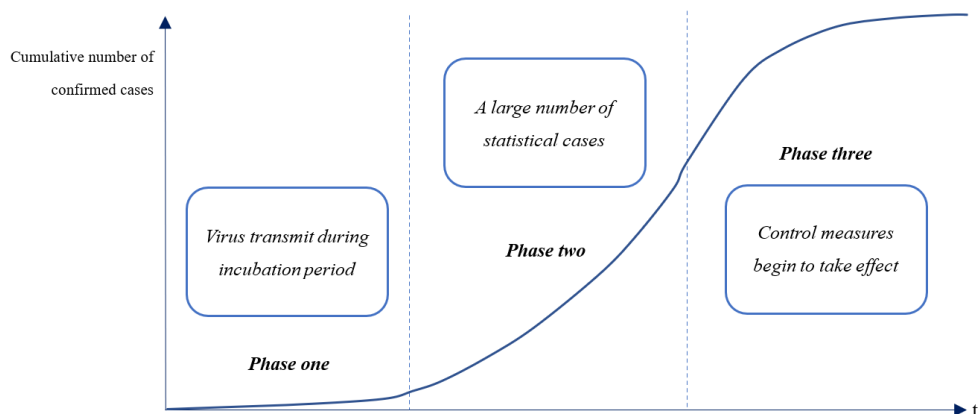 Cumulative number of
confirmed cases
A large number of
statistical cases
Phase three
Virus transmit during
incubation period
Phase two
Control measures
begin to take effect
Phase one
t